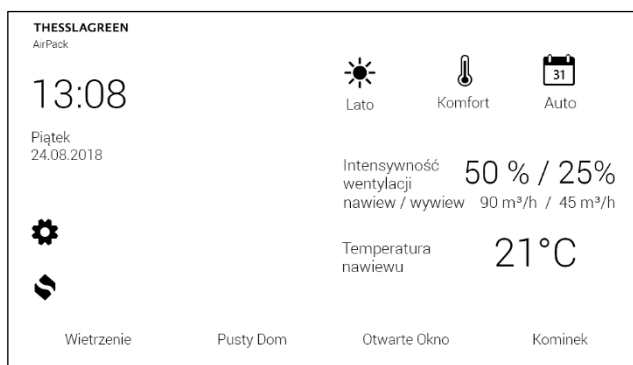 THESSLAGREEN
AirPack
13:08
Piątek
24.08.2018
31
Lato
Komfort
Auto
Intensywność
wentylacji
nawiew / wywiew
50 % / 25%
90 m³/h / 45 m³/h
Temperatura
nawiewu
21°C
Wietrzenie
Pusty Dom
Otwarte Okno
Kominek